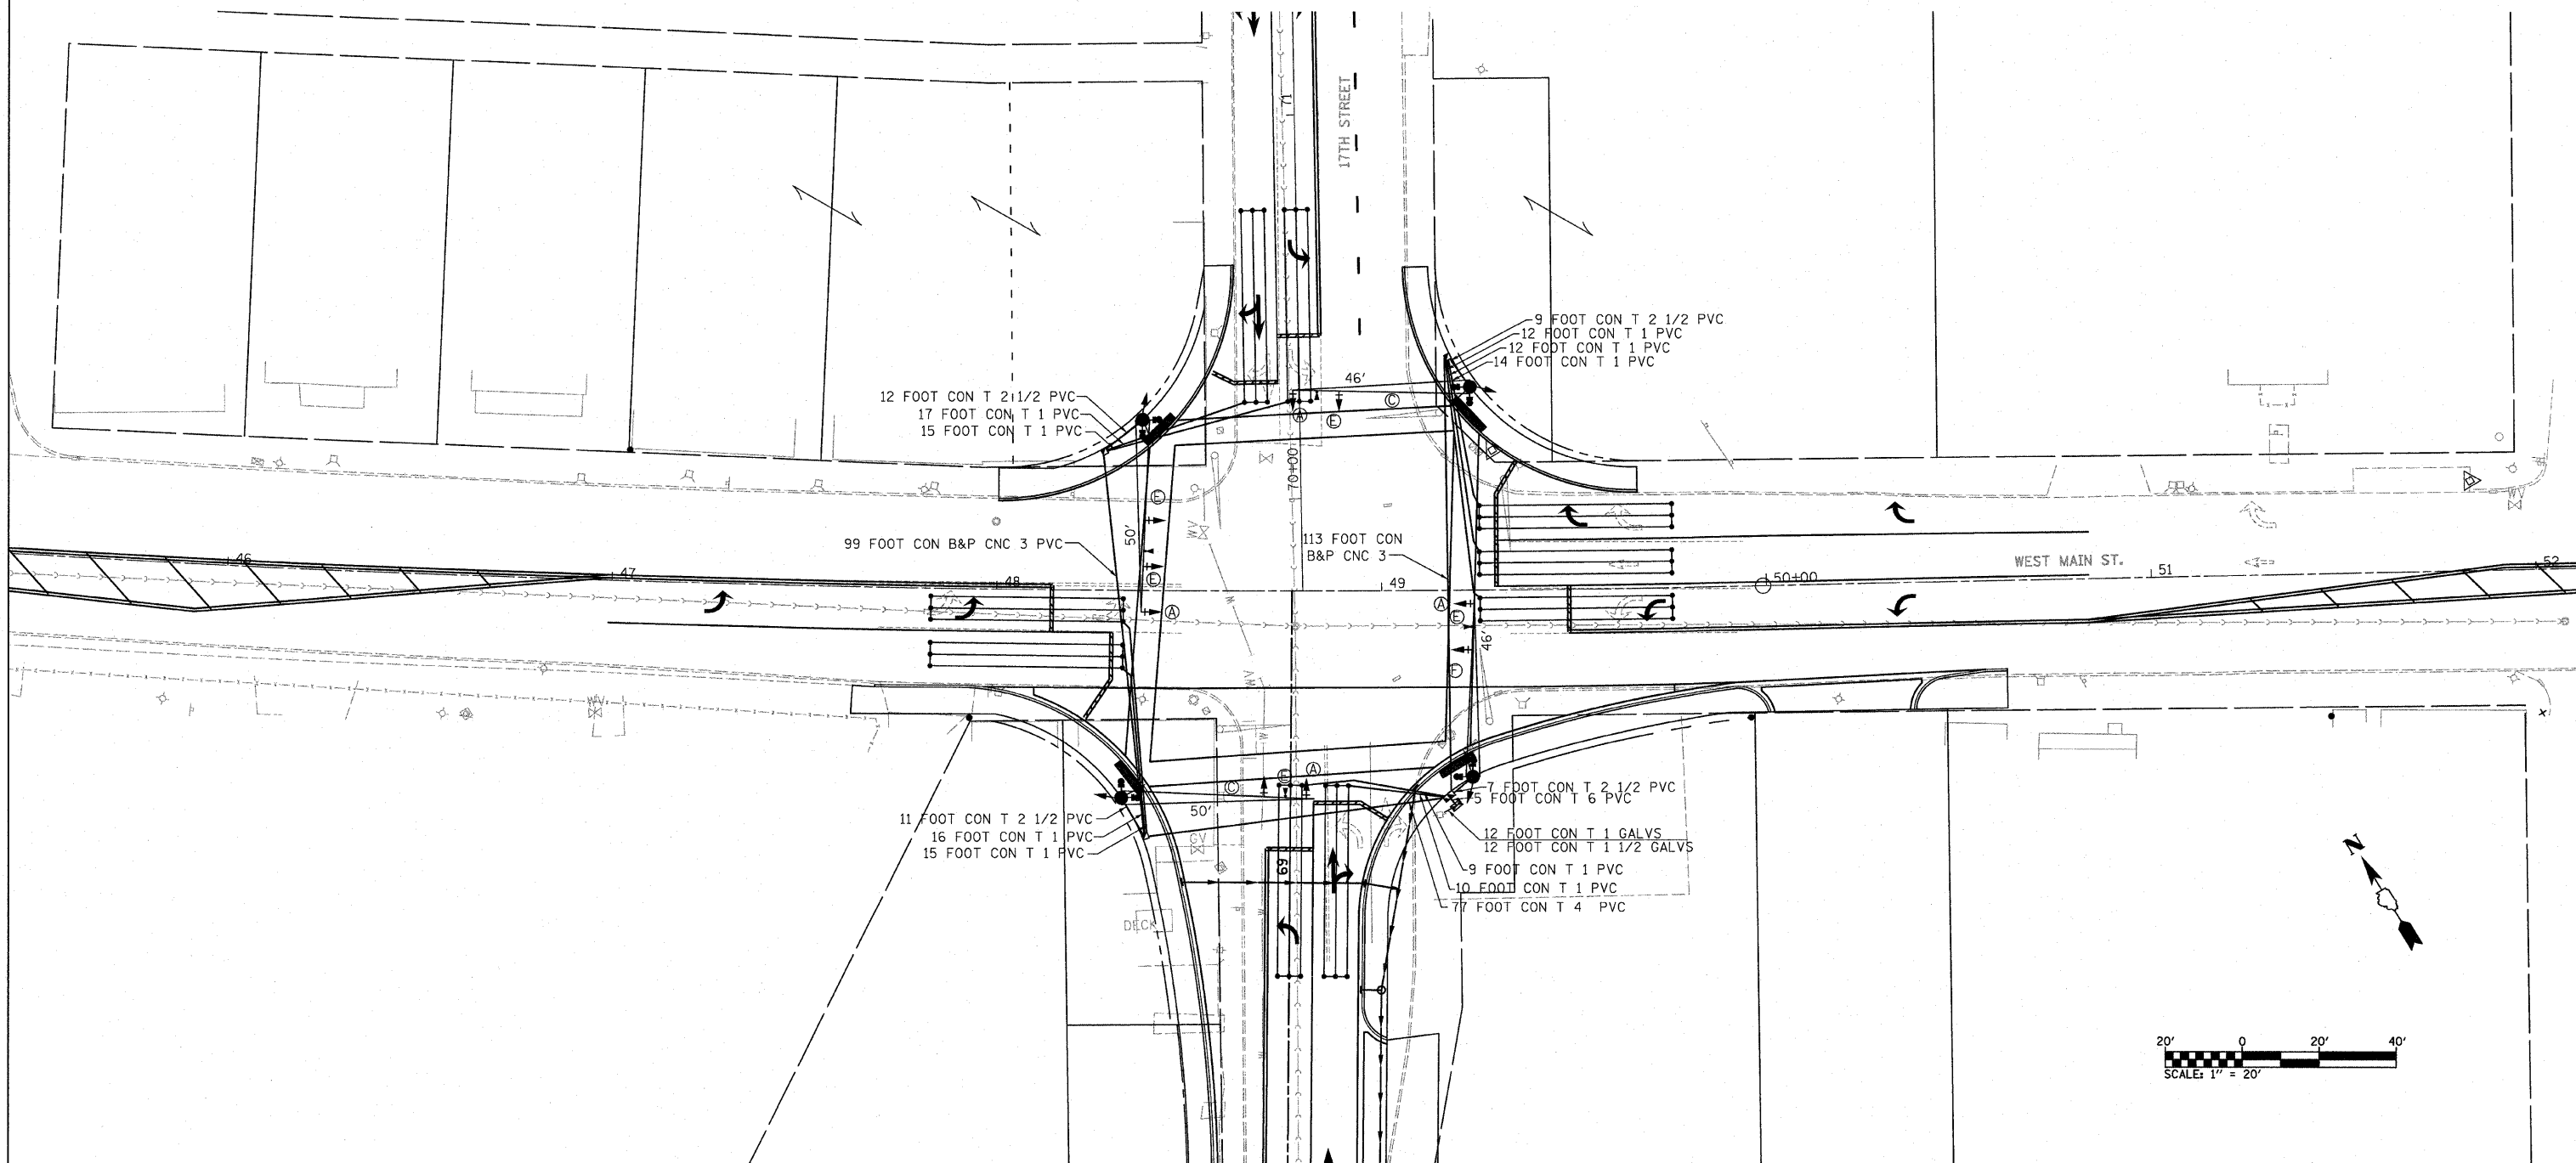 71
17TH STREET
9 FOOT CON T 2 1/2 PVC
12 FOOT CON T 1 PVC
12 FOOT CON T 1 PVC
14 FOOT CON T 1 PVC
46'
12 FOOT CON T 2 1/2 PVC
17 FOOT CON T 1 PVC
15 FOOT CON T 1 PVC
C
A
E
70+00
E
50'
WV
WV
99 FOOT CON B&P CNC 3 PVC
113 FOOT CON
B&P CNC 3
WEST MAIN ST.
46
47
48
49
50+00
51
52
E
A
A
E
46'
W
WV
WV
W
E
A
C
50'
7 FOOT CON T 2 1/2 PVC
5 FOOT CON T 6 PVC
11 FOOT CON T 2 1/2 PVC
16 FOOT CON T 1 PVC
15 FOOT CON T 1 PVC
GV
12 FOOT CON T 1 GALVS
12 FOOT CON T 1 1/2 GALVS
69
9 FOOT CON T 1 PVC
10 FOOT CON T 1 PVC
77 FOOT CON T 4 PVC
DECK
N
20' 0 20' 40'
SCALE: 1" = 20'